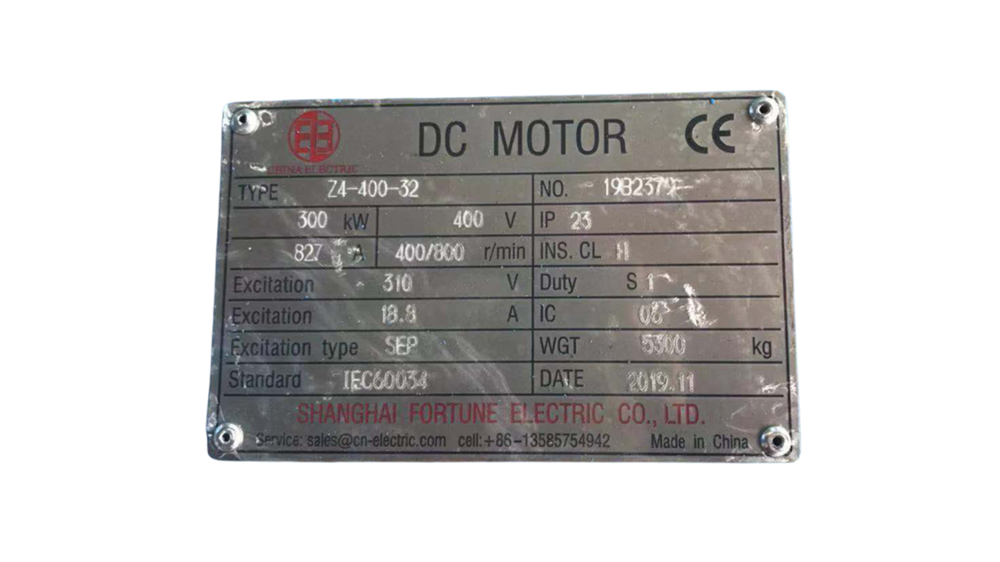 CHINA ELECTRIC
DC MOTOR CE
TYPE Z4-400-32 NO. 19B2379
300 kW 400 V IP 23
827 A 400/800 r/min INS. CL H
Excitation 310 V Duty S 1
Excitation 18.8 A IC 06
Excitation type SEP WGT 5300 kg
Standard IEC60034 DATE 2019.11
SHANGHAI FORTUNE ELECTRIC CO., LTD.
Service: sales@cn-electric.com cell:+86-13585754942 Made in China